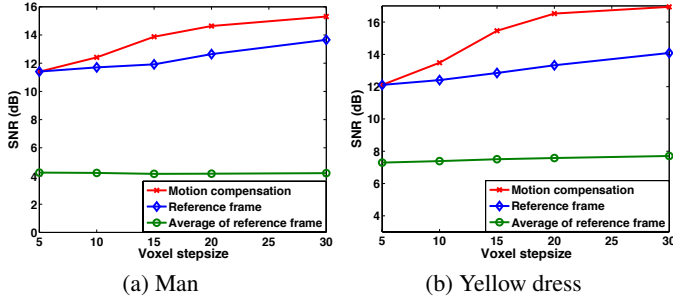 16
14
12
10
8
6
4
2
0
SNR (dB)
5 10 15 20 25 30
Voxel stepsize
Motion compensation
Reference frame
Average of reference frame
(a) Man
16
14
12
10
8
6
4
SNR (dB)
5 10 15 20 25 30
Voxel stepsize
Motion compensation
Reference frame
Average of reference frame
(b) Yellow dress